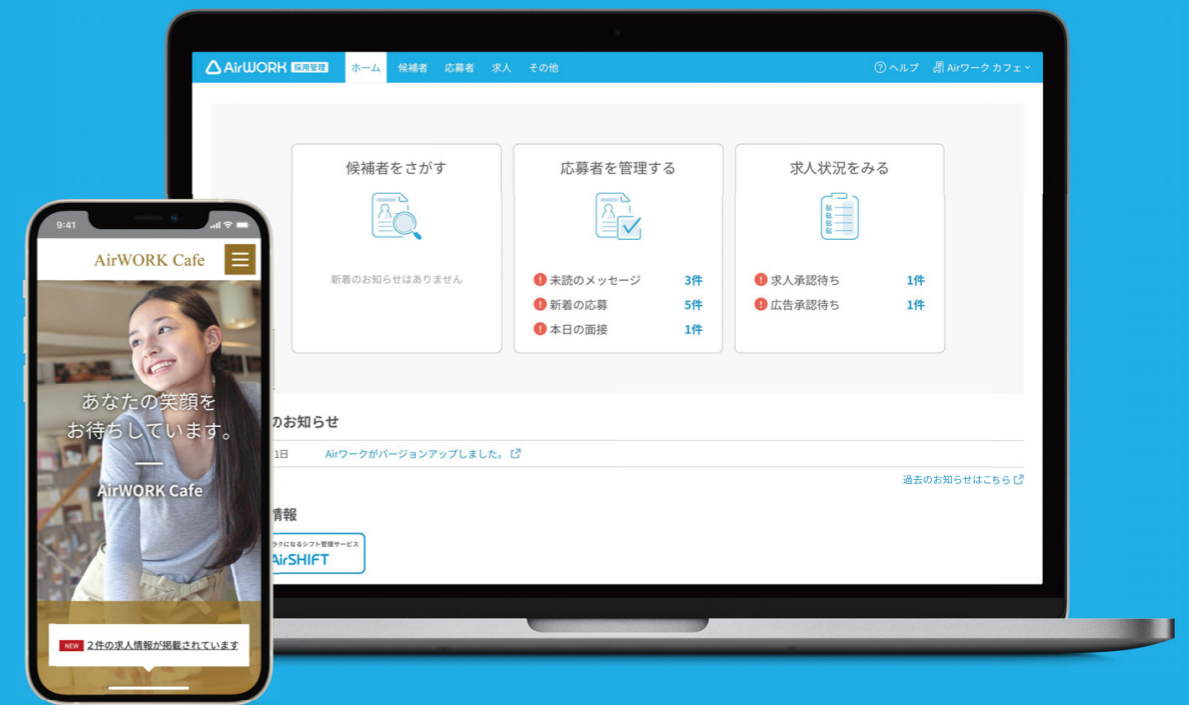 AirWORK 採用管理
ホーム
候補者
応募者
求人
その他
ヘルプ
Airワーク カフェ
候補者をさがす
新着のお知らせはありません
応募者を管理する
未読のメッセージ 3件
新着の応募 5件
本日の面接 1件
求人状況をみる
求人承認待ち 1件
広告承認待ち 1件
のお知らせ
1日
Airワークがバージョンアップしました。
過去のお知らせはこちら
情報
ラクになるシフト管理サービス
AirSHIFT
9:41
AirWORK Cafe
あなたの笑顔を
お待ちしています。
AirWORK Cafe
NEW 2件の求人情報が掲載されています